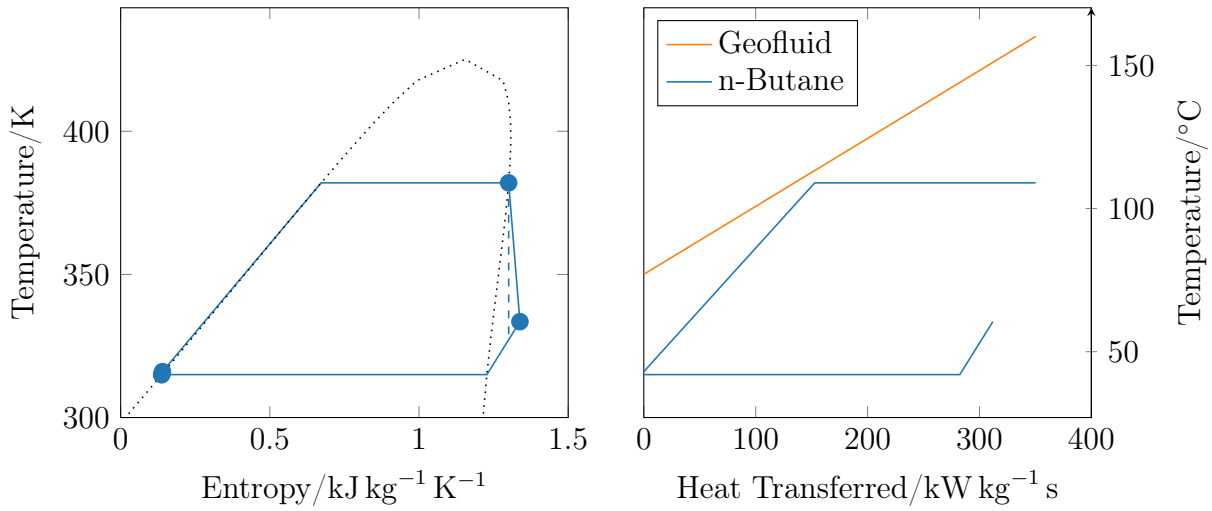 Temperature/K
400
350
300
0
0.5
1
1.5
Entropy/kJ kg⁻¹ K⁻¹
Geofluid
n-Butane
0
100
200
300
400
Heat Transferred/kW kg⁻¹ s
150
100
50
Temperature/°C